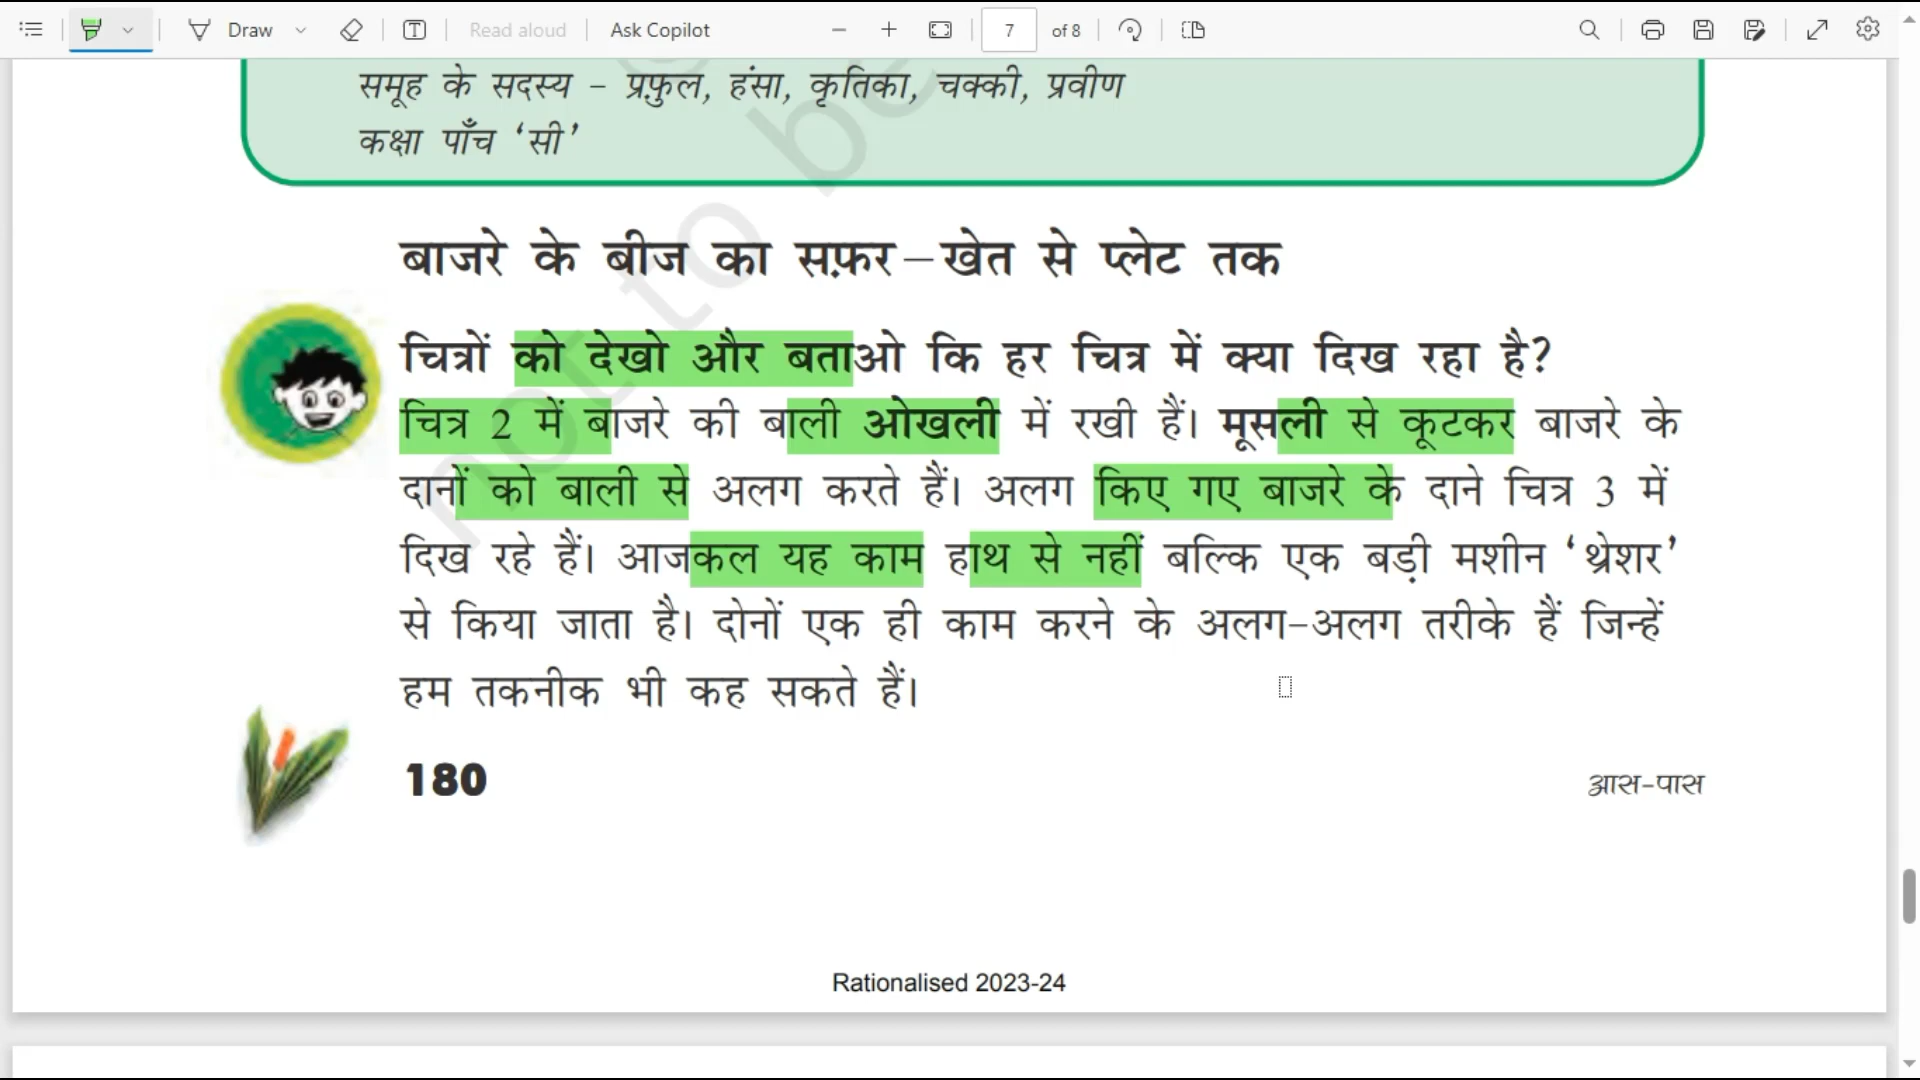 Draw
Read aloud
Ask Copilot
7
of 8
समूह के सदस्य – प्रफ़ुल, हंसा, कृतिका, चक्की, प्रवीण
कक्षा पाँच ‘सी’
बाजरे के बीज का सफ़र – खेत से प्लेट तक
चित्रों को देखो और बताओ कि हर चित्र में क्या दिख रहा है?
चित्र 2 में बाजरे की बाली ओखली में रखी हैं। मूसली से कूटकर बाजरे के
दानों को बाली से अलग करते हैं। अलग किए गए बाजरे के दाने चित्र 3 में
दिख रहे हैं। आजकल यह काम हाथ से नहीं बल्कि एक बड़ी मशीन ‘थ्रेशर’
से किया जाता है। दोनों एक ही काम करने के अलग-अलग तरीके हैं जिन्हें
हम तकनीक भी कह सकते हैं।
not to be
180
आस-पास
Rationalised 2023-24